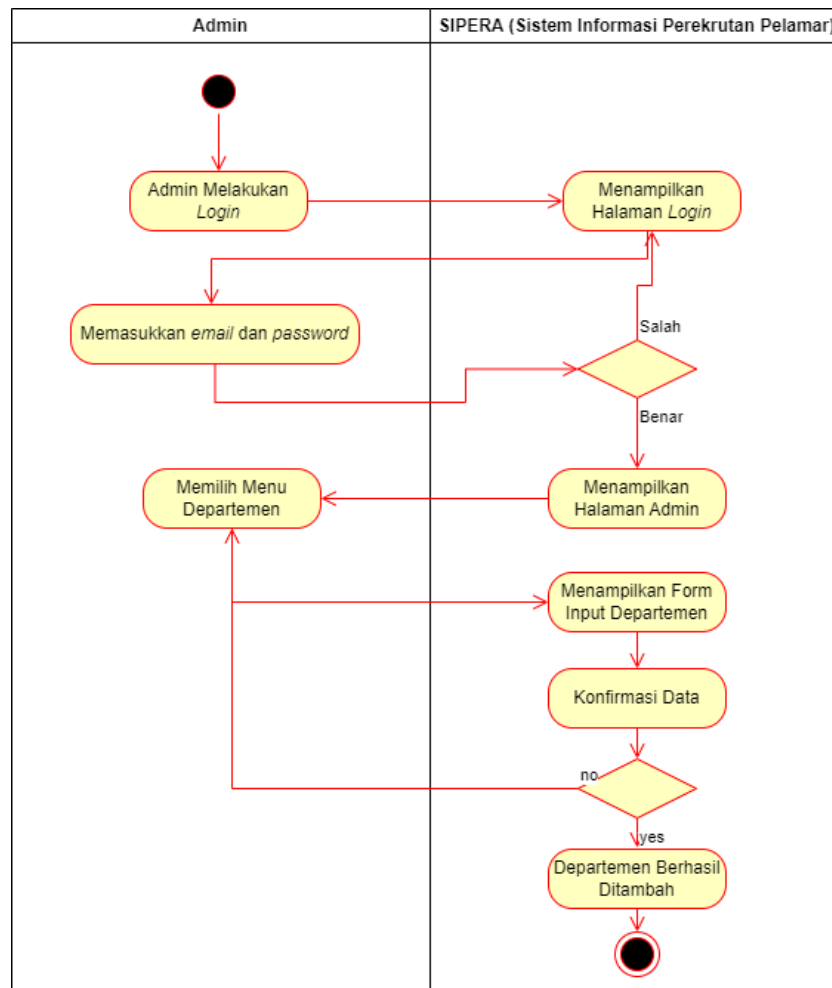 Admin
SIPERA (Sistem Informasi Perekrutan Pelamar)
Admin Melakukan
Login
Menampilkan
Halaman Login
Memasukkan email dan password
Salah
Benar
Memilih Menu
Departemen
Menampilkan
Halaman Admin
Menampilkan Form
Input Departemen
Konfirmasi Data
no
yes
Departemen Berhasil
Ditambah